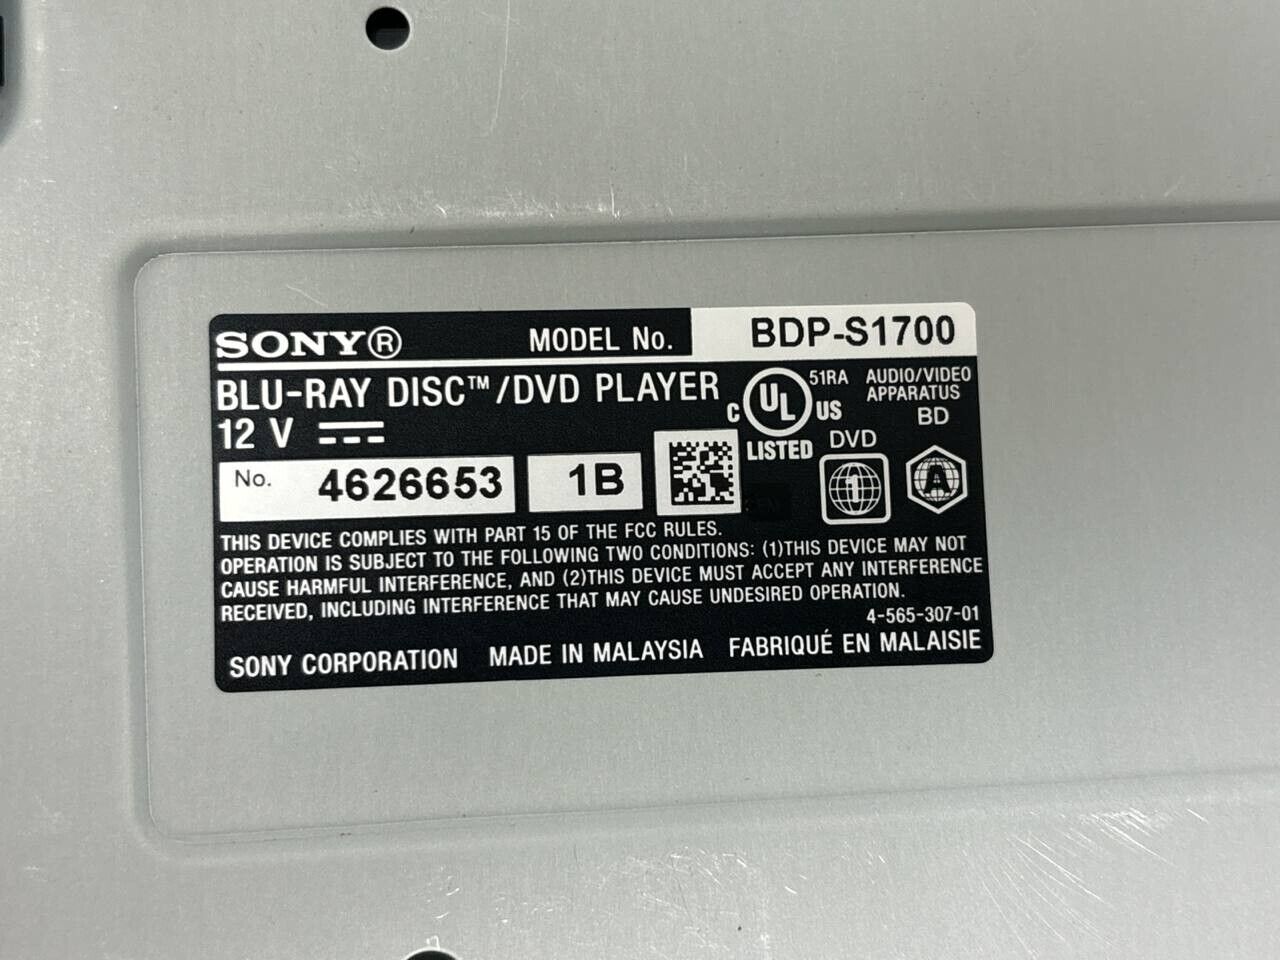 SONY® MODEL No. BDP-S1700
BLU-RAY DISC™/DVD PLAYER
12 V
No. 4626653 1B
C UL US LISTED
51RA
AUDIO/VIDEO
APPARATUS
DVD
1
BD
A
THIS DEVICE COMPLIES WITH PART 15 OF THE FCC RULES.
OPERATION IS SUBJECT TO THE FOLLOWING TWO CONDITIONS: (1)THIS DEVICE MAY NOT
CAUSE HARMFUL INTERFERENCE, AND (2)THIS DEVICE MUST ACCEPT ANY INTERFERENCE
RECEIVED, INCLUDING INTERFERENCE THAT MAY CAUSE UNDESIRED OPERATION.
4-565-307-01
SONY CORPORATION MADE IN MALAYSIA FABRIQUÉ EN MALAISIE